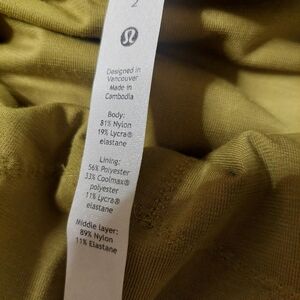 2
Designed in
Vancouver
Made in
Cambodia
Body:
81% Nylon
19% Lycra®
elastane
Lining:
56% Polyester
33% Coolmax®
polyester
11% Lycra®
elastane
Middle layer:
89% Nylon
11% Elastane